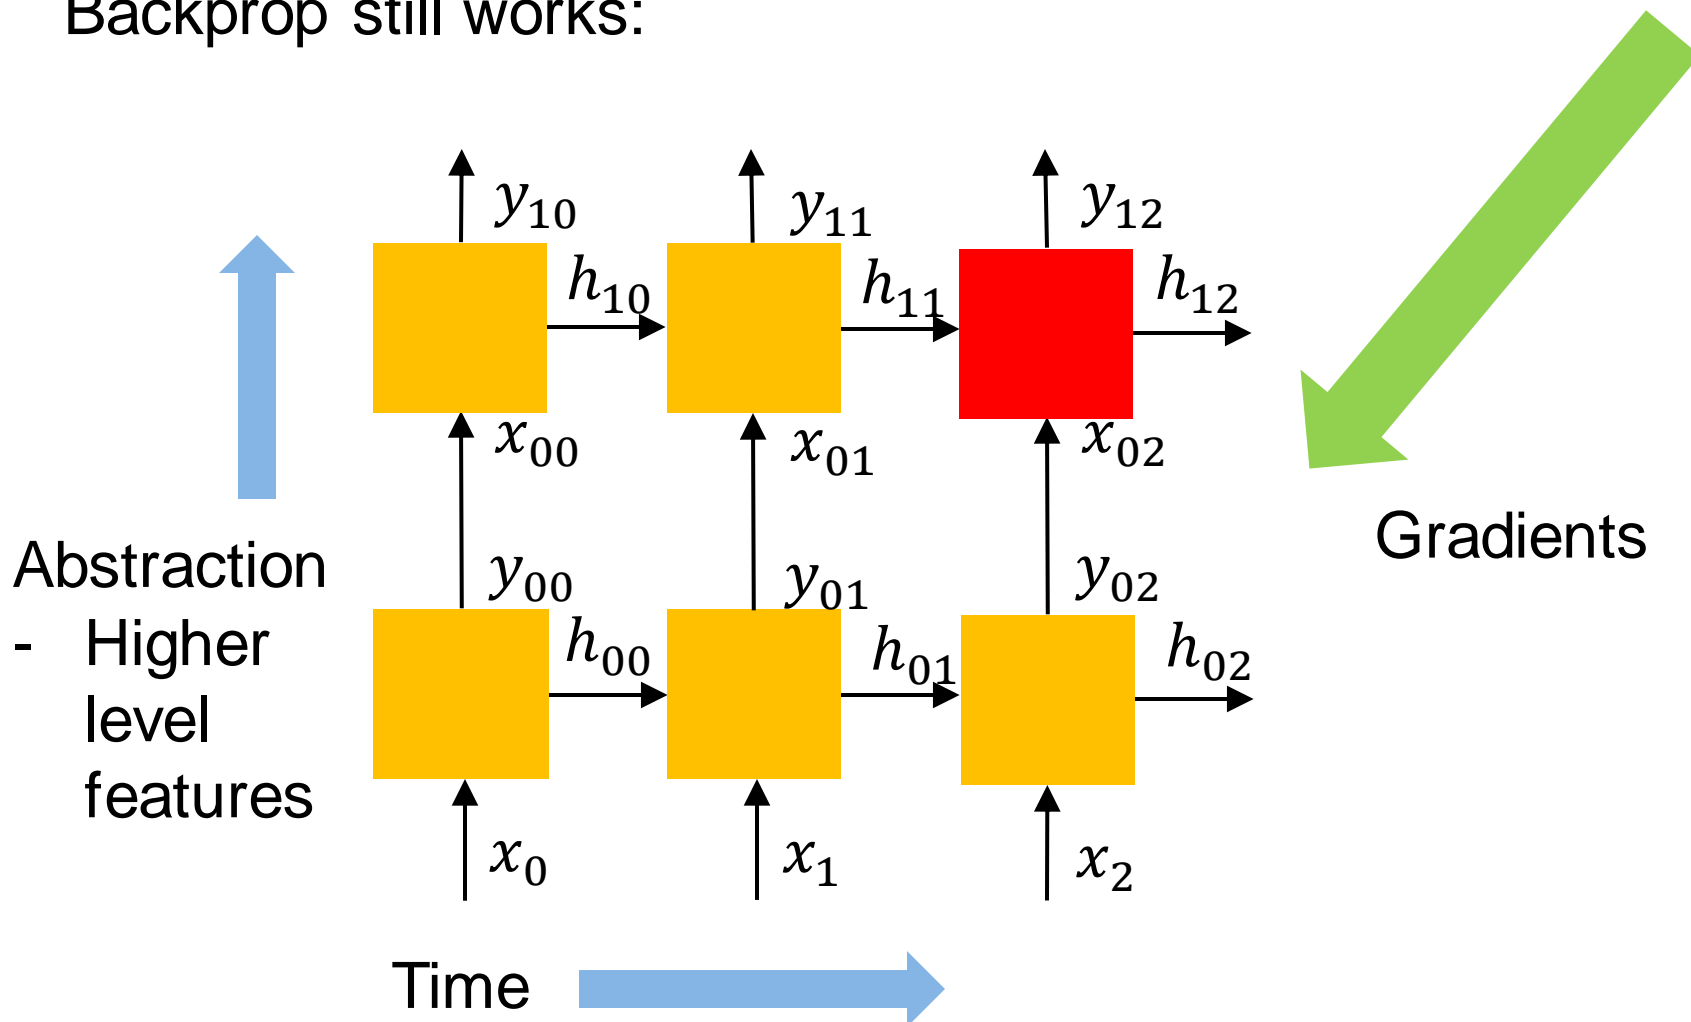 Backprop still works:
y₁₀ y₁₁ y₁₂
h₁₀ h₁₁ h₁₂
x₀₀ x₀₁ x₀₂
Gradients
Abstraction
y₀₀ y₀₁ y₀₂
- Higher
level
features
h₀₀ h₀₁ h₀₂
x₀ x₁ x₂
Time